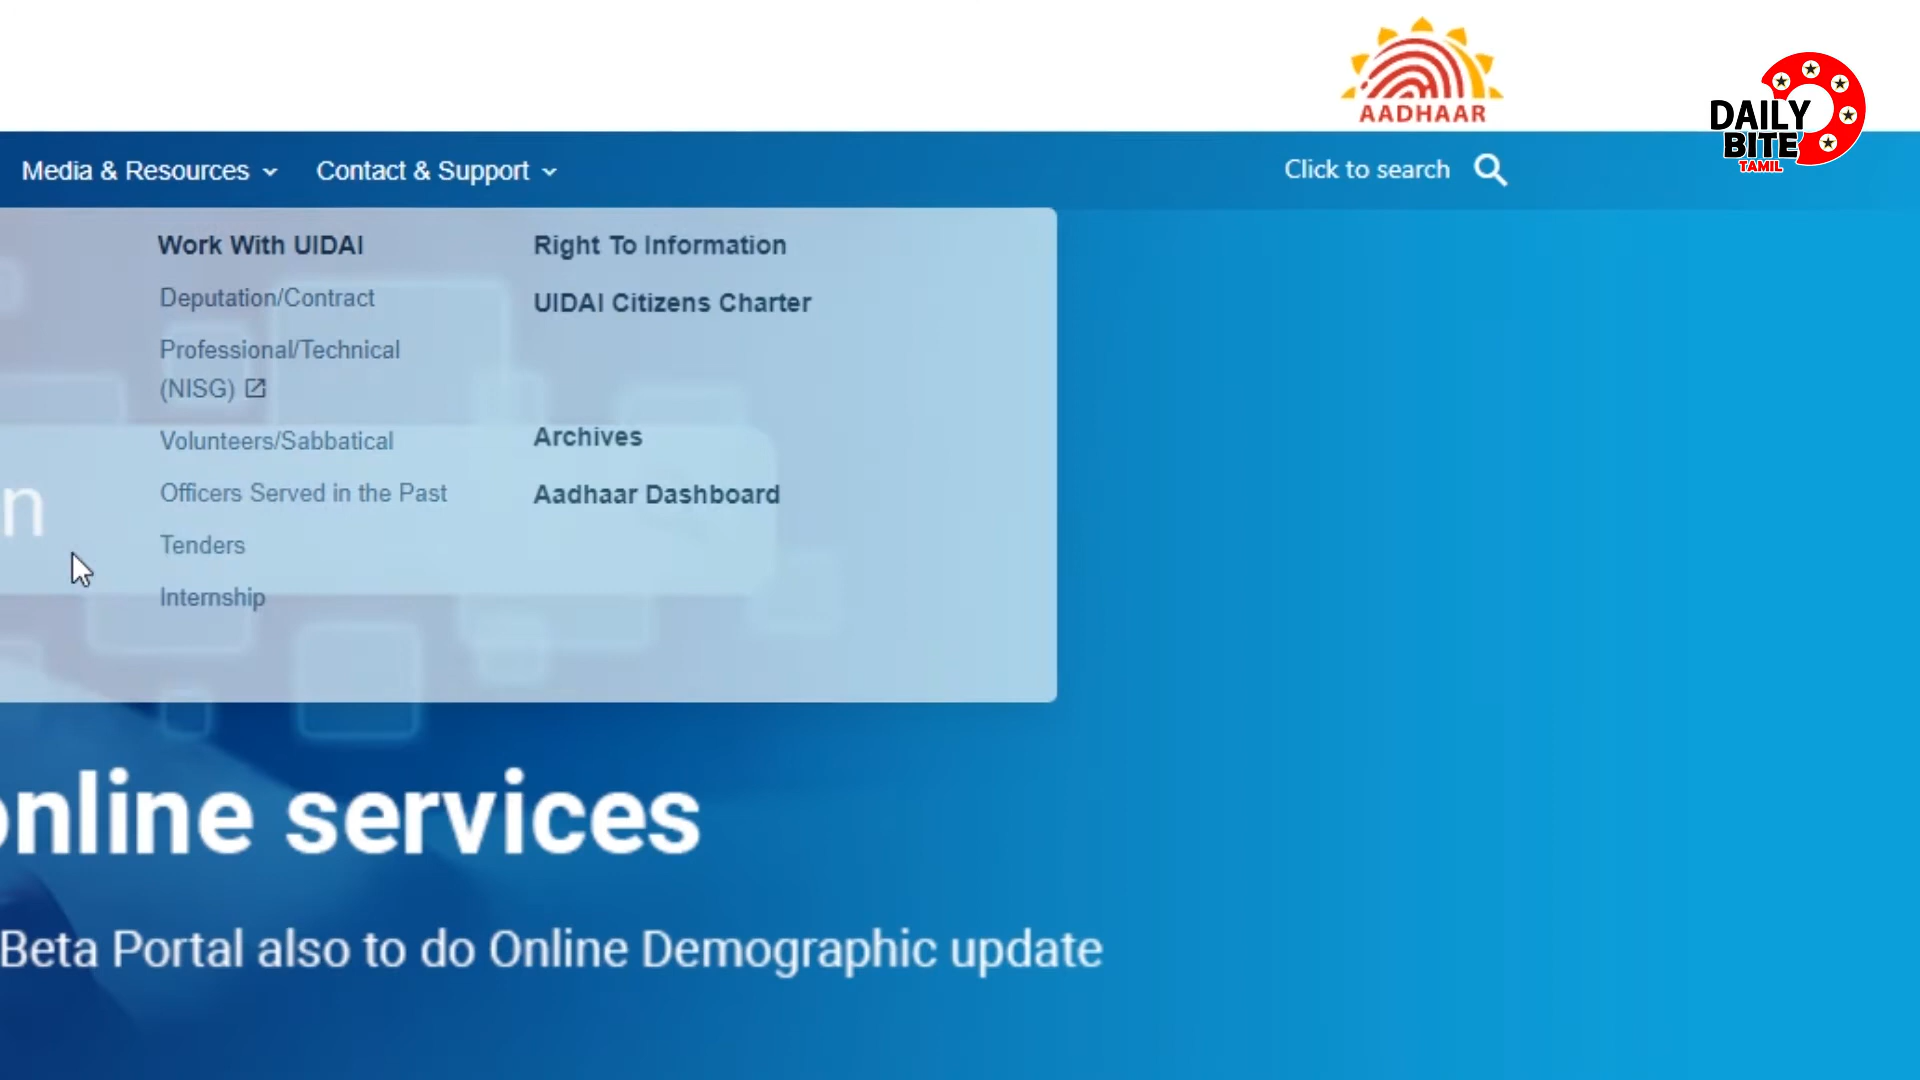 AADHAAR
DAILY
BITE
TAMIL
Media & Resources
Contact & Support
Click to search
Work With UIDAI
Deputation/Contract
Professional/Technical
(NISG)
Volunteers/Sabbatical
Officers Served in the Past
Tenders
Internship
Right To Information
UIDAI Citizens Charter
Archives
Aadhaar Dashboard
n
online services
Beta Portal also to do Online Demographic update